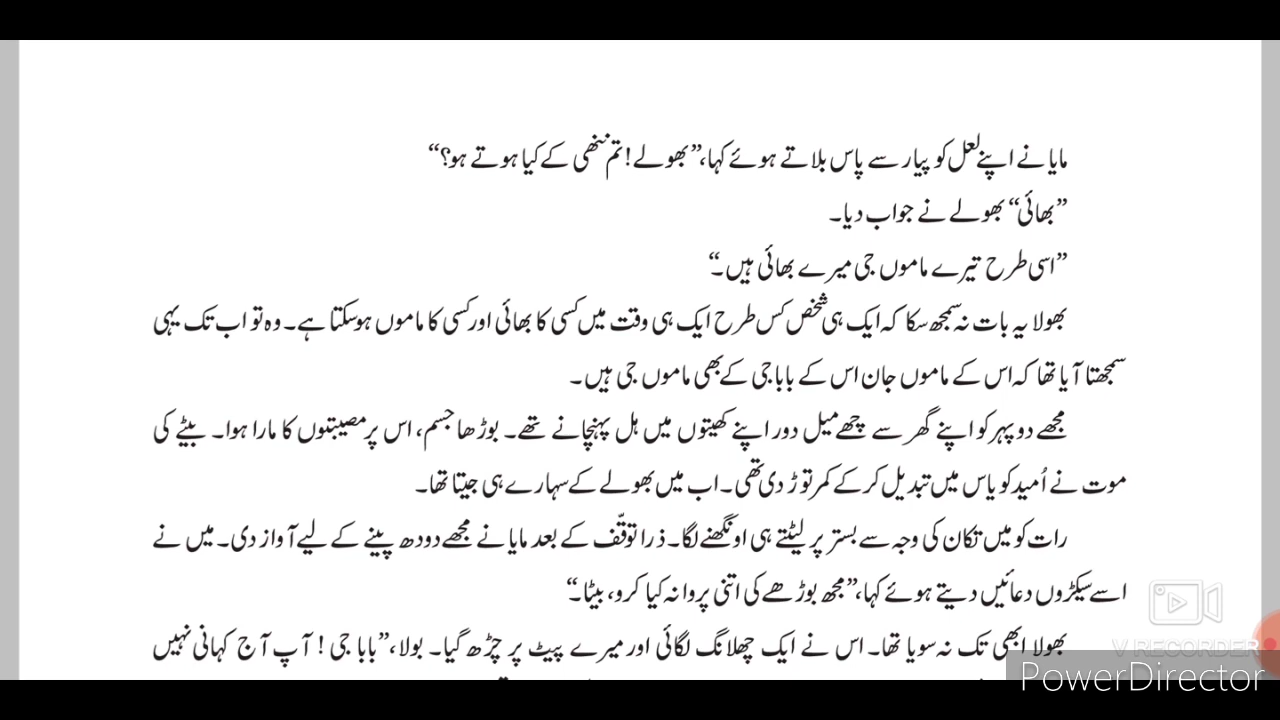 مایا نے اپنے لعل کو پیار سے پاس بلاتے ہوئے کہا، ”بھولے! تم ننھی کے کیا ہوتے ہو؟“
”بھائی“ بھولے نے جواب دیا۔
”اسی طرح تیرے ماموں جی میرے بھائی ہیں۔“
بھولا یہ بات نہ سمجھ سکا کہ ایک ہی شخص کس طرح ایک ہی وقت میں کسی کا بھائی اور کسی کا ماموں ہو سکتا ہے۔ وہ تو اب تک یہی
سمجھتا آیا تھا کہ اس کے ماموں جان اس کے بابا جی کے بھی ماموں جی ہیں۔
مجھے دوپہر کو اپنے گھر سے چھے میل دور اپنے کھیتوں میں ہل پہنچانے تھے۔ بوڑھا جسم، اس پر مصیبتوں کا مارا ہوا۔ بیٹے کی
موت نے اُمید کو یاس میں تبدیل کر کے کمر توڑ دی تھی۔ اب میں بھولے کے سہارے ہی جیتا تھا۔
رات کو میں تکان کی وجہ سے بستر پر لیٹتے ہی اونگھنے لگا۔ ذرا توقّف کے بعد مایا نے مجھے دودھ پینے کے لیے آواز دی۔ میں نے
اسے سیکڑوں دعائیں دیتے ہوئے کہا، ”مجھ بوڑھے کی اتنی پروا نہ کیا کرو، بیٹا۔“
بھولا ابھی تک نہ سویا تھا۔ اس نے ایک چھلانگ لگائی اور میرے پیٹ پر چڑھ گیا۔ بولا، ”بابا جی! آپ آج کہانی نہیں
V RECORDER
PowerDirector